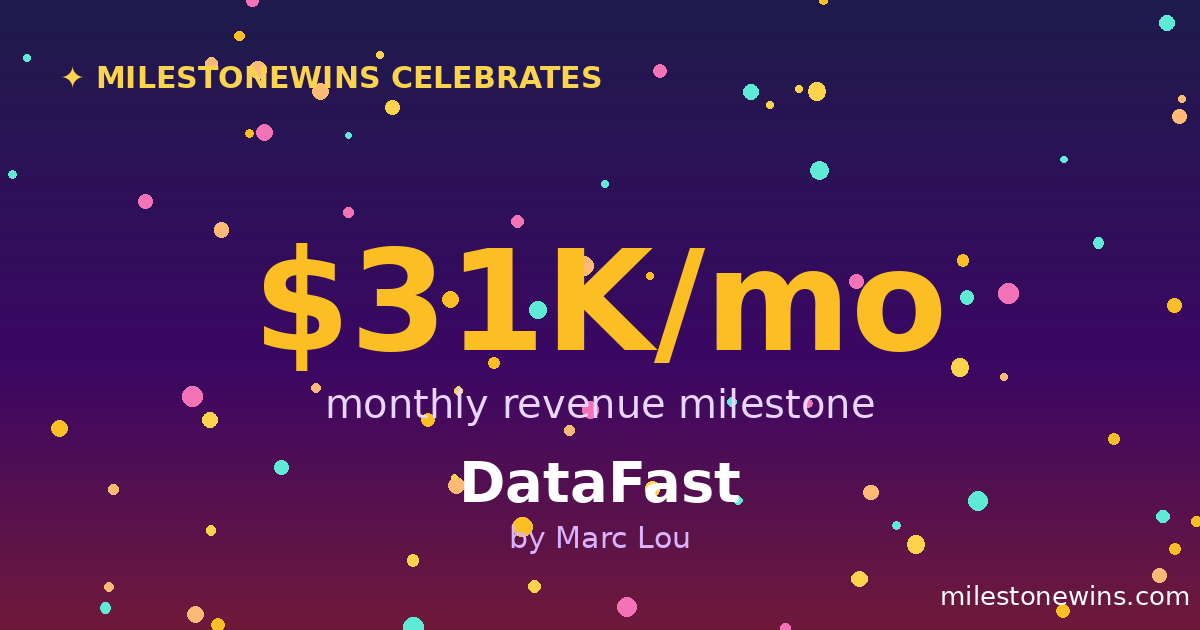 ✦ MILESTONEWINS CELEBRATES
$31K/mo
monthly revenue milestone
DataFast
by Marc Lou
milestonewins.com